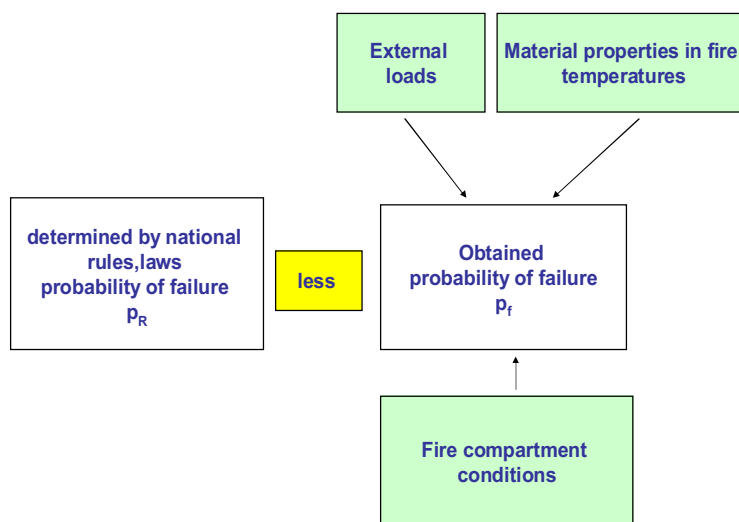 External
loads
Material properties in fire
temperatures
determined by national
rules,laws
probability of failure
pR
less
Obtained
probability of failure
pf
Fire compartment
conditions